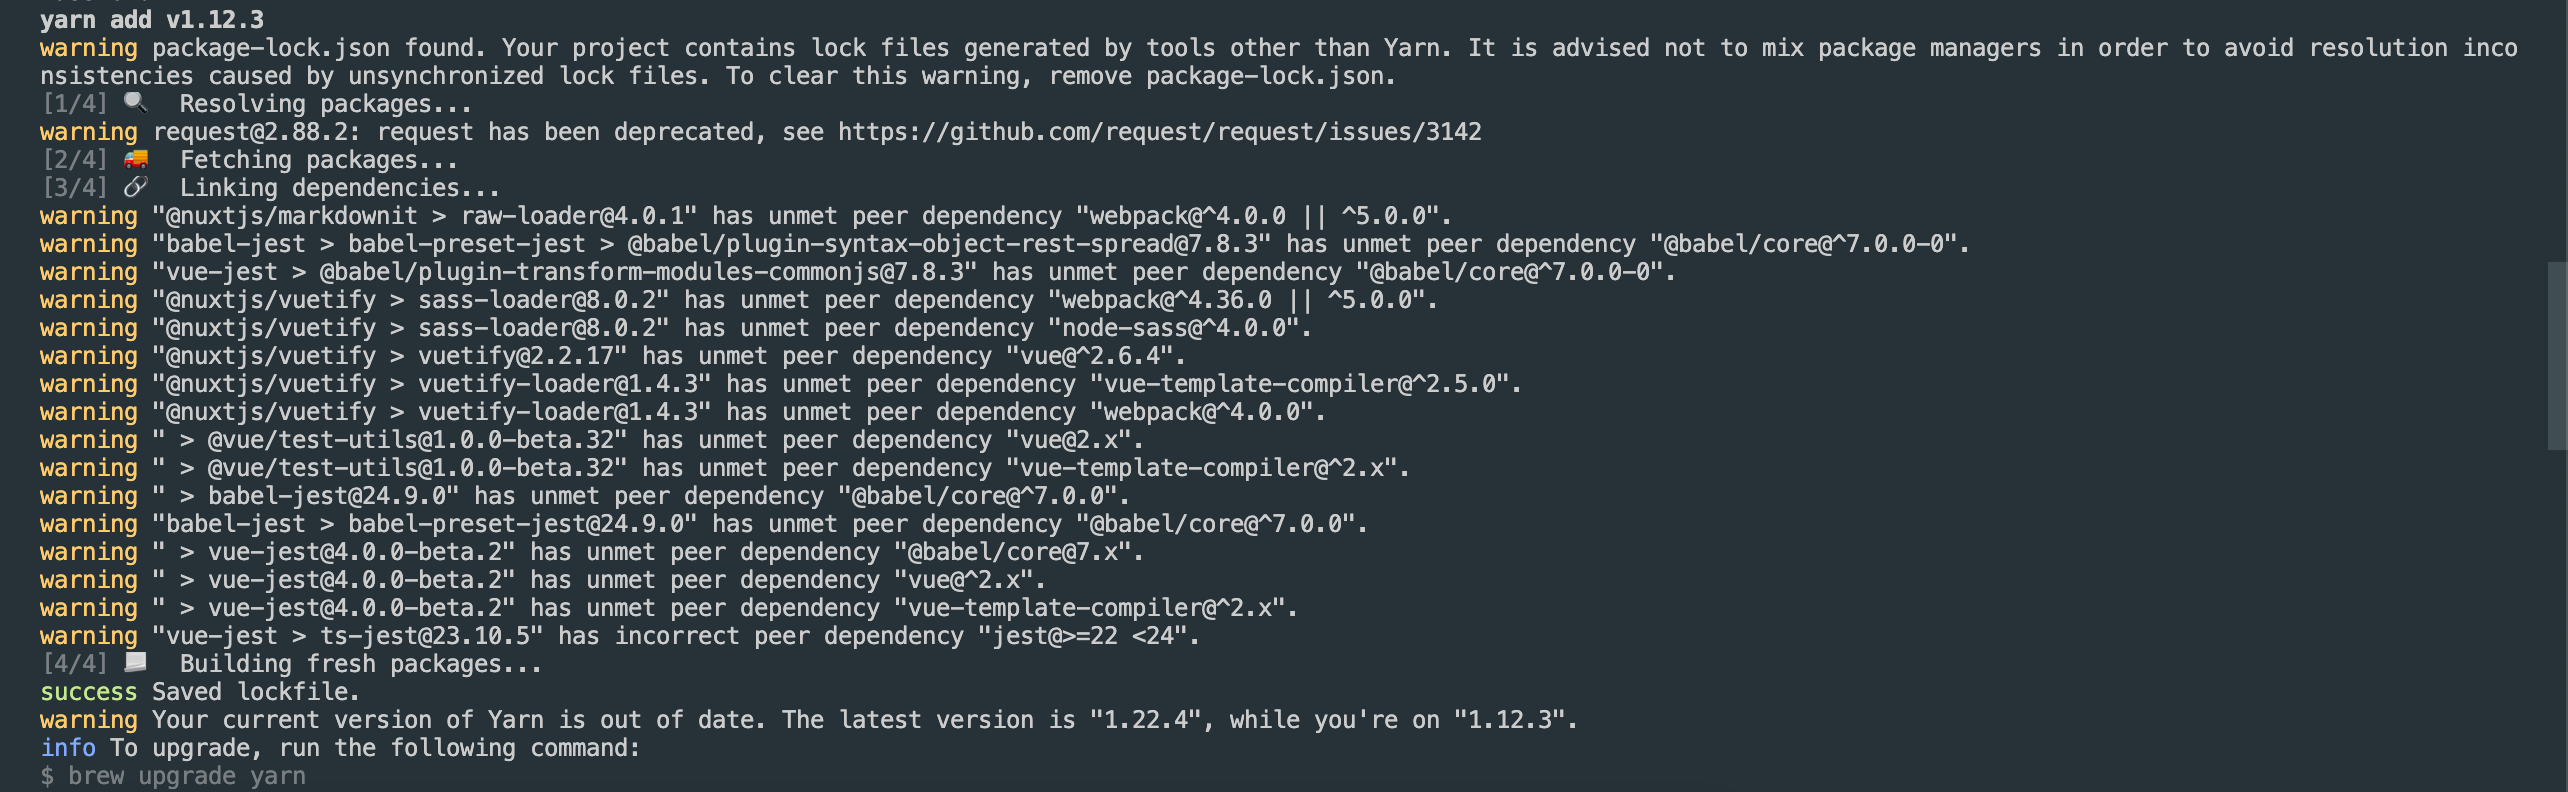 yarn add v1.12.3
warning package-lock.json found. Your project contains lock files generated by tools other than Yarn. It is advised not to mix package managers in order to avoid resolution inco
nsistencies caused by unsynchronized lock files. To clear this warning, remove package-lock.json.
[1/4] 🔍  Resolving packages...
warning request@2.88.2: request has been deprecated, see https://github.com/request/request/issues/3142
[2/4] 🚚  Fetching packages...
[3/4] 🔗  Linking dependencies...
warning "@nuxtjs/markdownit > raw-loader@4.0.1" has unmet peer dependency "webpack@^4.0.0 || ^5.0.0".
warning "babel-jest > babel-preset-jest > @babel/plugin-syntax-object-rest-spread@7.8.3" has unmet peer dependency "@babel/core@^7.0.0-0".
warning "vue-jest > @babel/plugin-transform-modules-commonjs@7.8.3" has unmet peer dependency "@babel/core@^7.0.0-0".
warning "@nuxtjs/vuetify > sass-loader@8.0.2" has unmet peer dependency "webpack@^4.36.0 || ^5.0.0".
warning "@nuxtjs/vuetify > sass-loader@8.0.2" has unmet peer dependency "node-sass@^4.0.0".
warning "@nuxtjs/vuetify > vuetify@2.2.17" has unmet peer dependency "vue@^2.6.4".
warning "@nuxtjs/vuetify > vuetify-loader@1.4.3" has unmet peer dependency "vue-template-compiler@^2.5.0".
warning "@nuxtjs/vuetify > vuetify-loader@1.4.3" has unmet peer dependency "webpack@^4.0.0".
warning " > @vue/test-utils@1.0.0-beta.32" has unmet peer dependency "vue@2.x".
warning " > @vue/test-utils@1.0.0-beta.32" has unmet peer dependency "vue-template-compiler@^2.x".
warning " > babel-jest@24.9.0" has unmet peer dependency "@babel/core@^7.0.0".
warning "babel-jest > babel-preset-jest@24.9.0" has unmet peer dependency "@babel/core@^7.0.0".
warning " > vue-jest@4.0.0-beta.2" has unmet peer dependency "@babel/core@7.x".
warning " > vue-jest@4.0.0-beta.2" has unmet peer dependency "vue@^2.x".
warning " > vue-jest@4.0.0-beta.2" has unmet peer dependency "vue-template-compiler@^2.x".
warning "vue-jest > ts-jest@23.10.5" has incorrect peer dependency "jest@>=22 <24".
[4/4] 📃  Building fresh packages...
success Saved lockfile.
warning Your current version of Yarn is out of date. The latest version is "1.22.4", while you're on "1.12.3".
info To upgrade, run the following command:
$ brew upgrade yarn